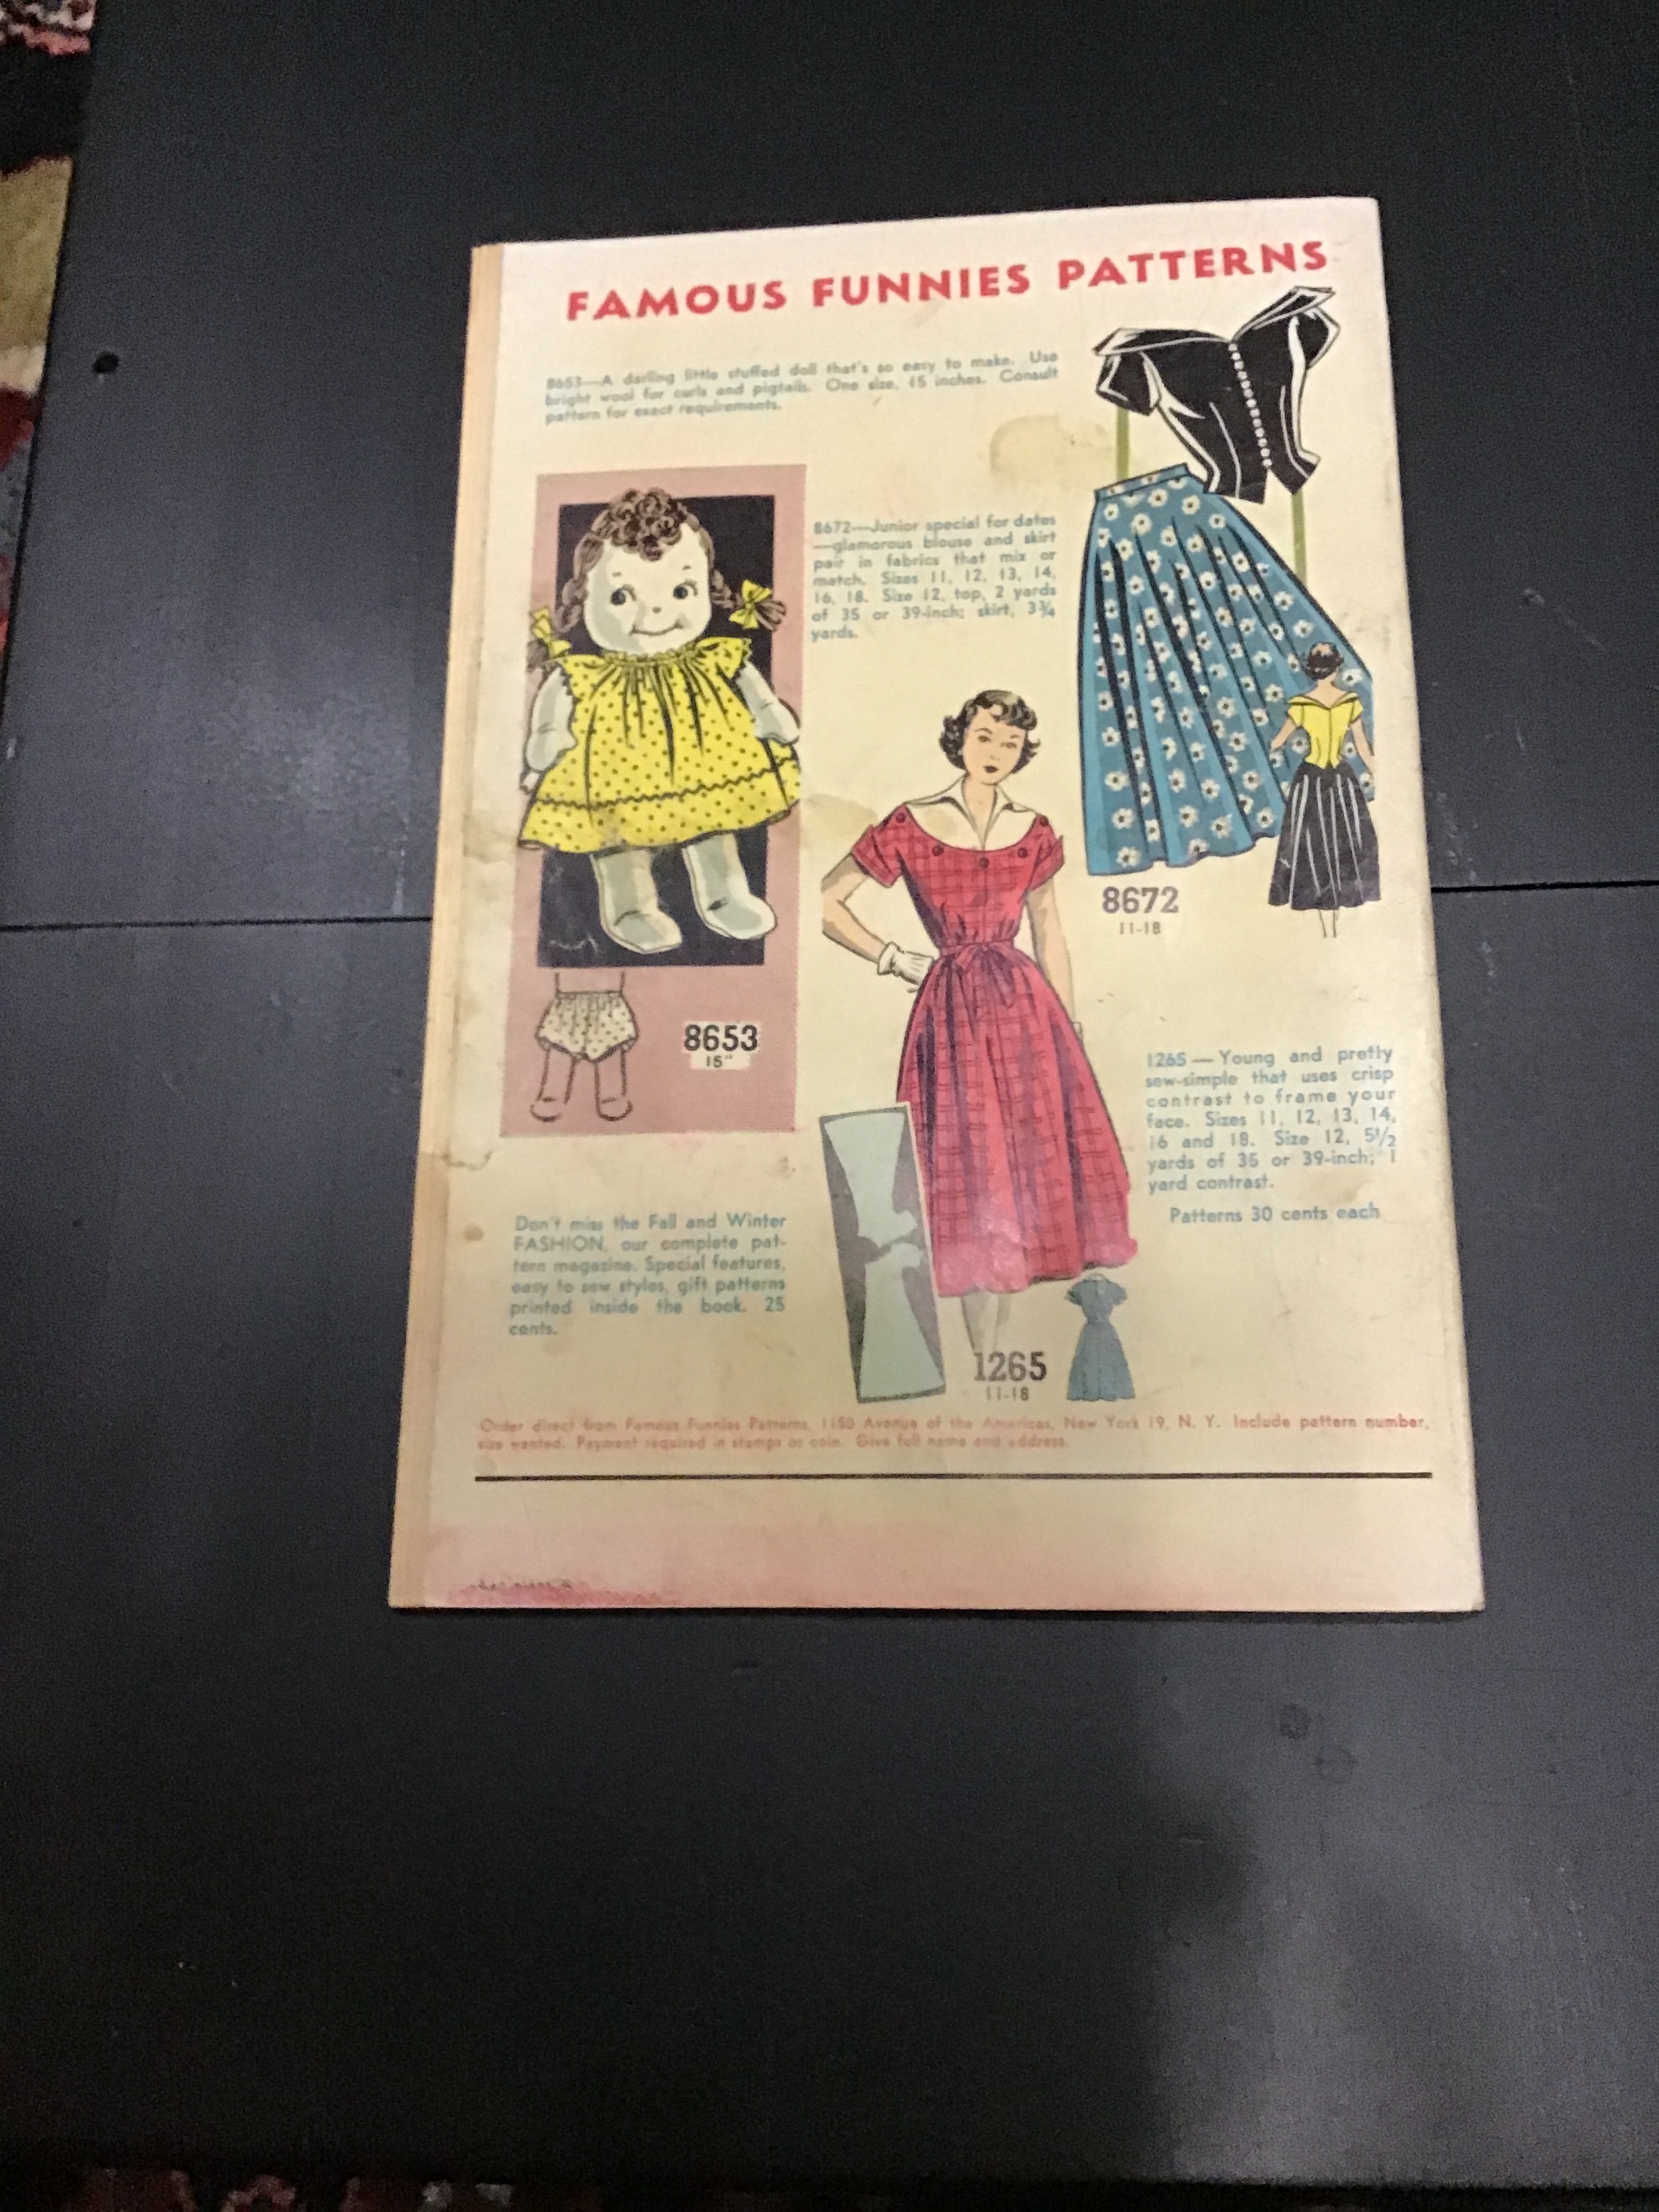 FAMOUS FUNNIES PATTERNS
8653—A darling little stuffed doll that's so easy to make. Use
bright wool for curls and pigtails. One size, 15 inches. Consult
pattern for exact requirements.
8672—Junior special for dates
—glamorous blouse and skirt
pair in fabrics that mix or
match. Sizes 11, 12, 13, 14,
16, 18. Size 12, top, 2 yards
of 35 or 39-inch; skirt, 3¾
yards.
8672
11-18
8653
15"
1265—Young and pretty
sew-simple that uses crisp
contrast to frame your
face. Sizes 11, 12, 13, 14,
16 and 18. Size 12, 5½
yards of 35 or 39-inch; 1
yard contrast.
Patterns 30 cents each
Don't miss the Fall and Winter
FASHION, our complete pat-
tern magazine. Special features,
easy to sew styles, gift patterns
printed inside the book. 25
cents.
1265
11-18
Order direct from Famous Funnies Patterns, 1150 Avenue of the Americas, New York 19, N. Y. Include pattern number,
size wanted. Payment required in stamps or coin. Give full name and address.